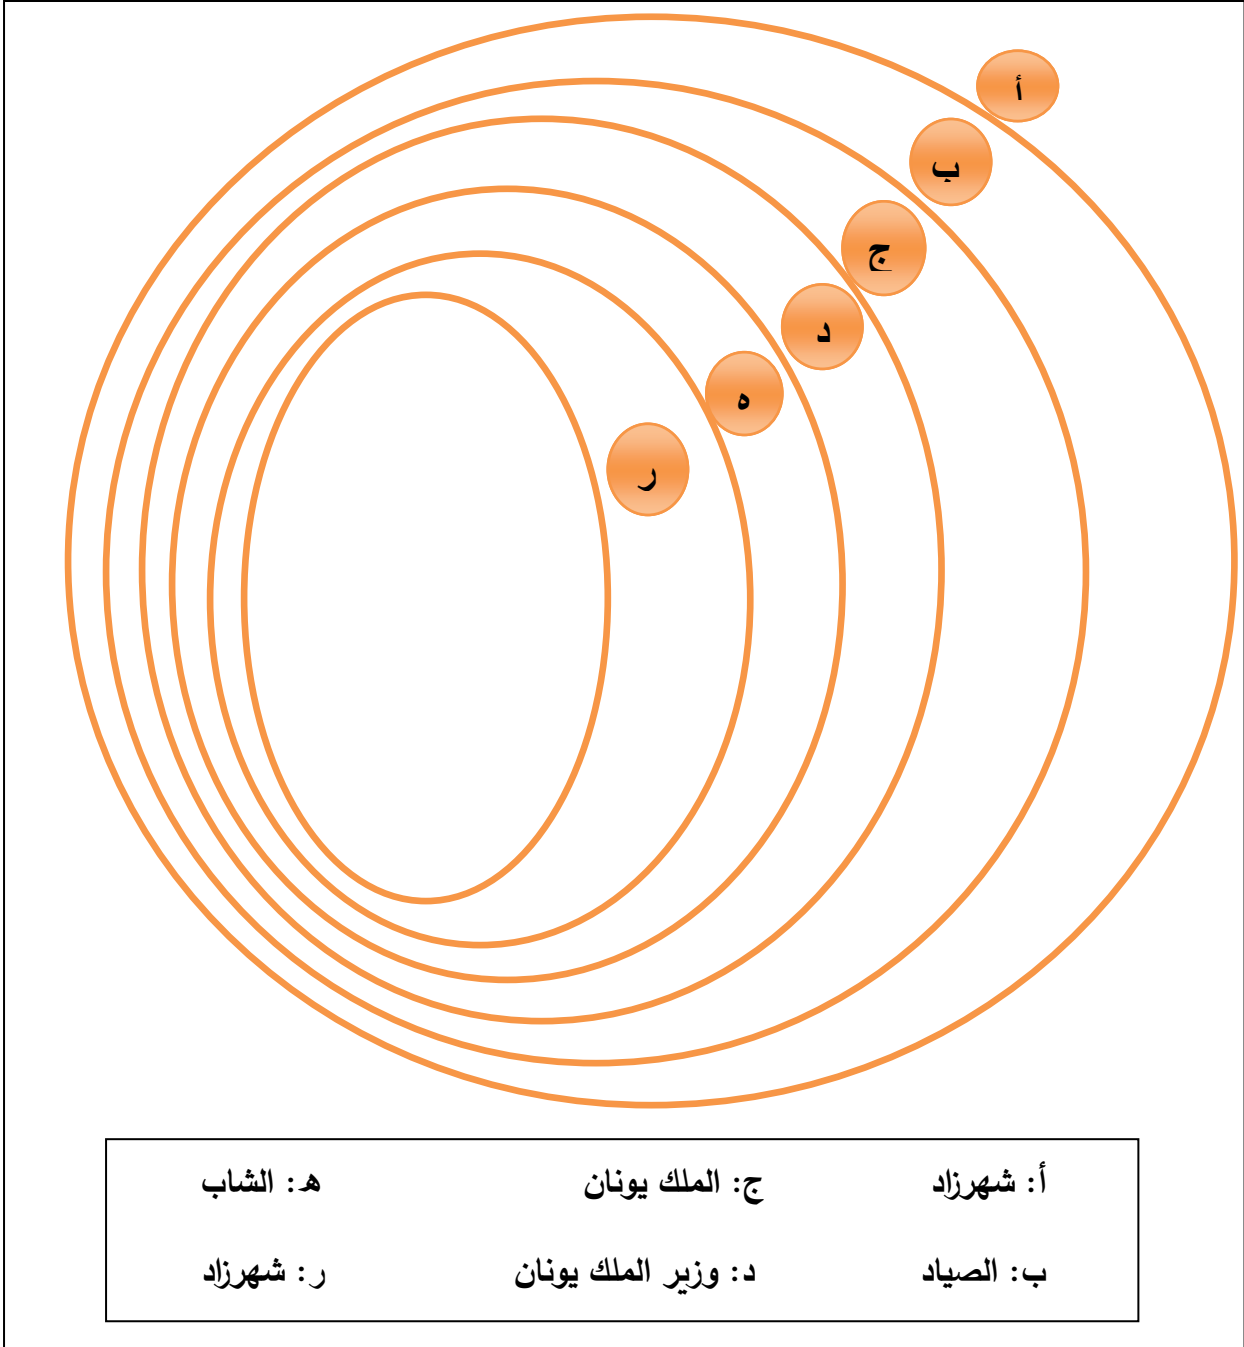 أ
ب
ج
د
ه
ر
أ: شهرزاد ج: الملك يونان هـ: الشاب
ب: الصياد د: وزير الملك يونان ر: شهرزاد